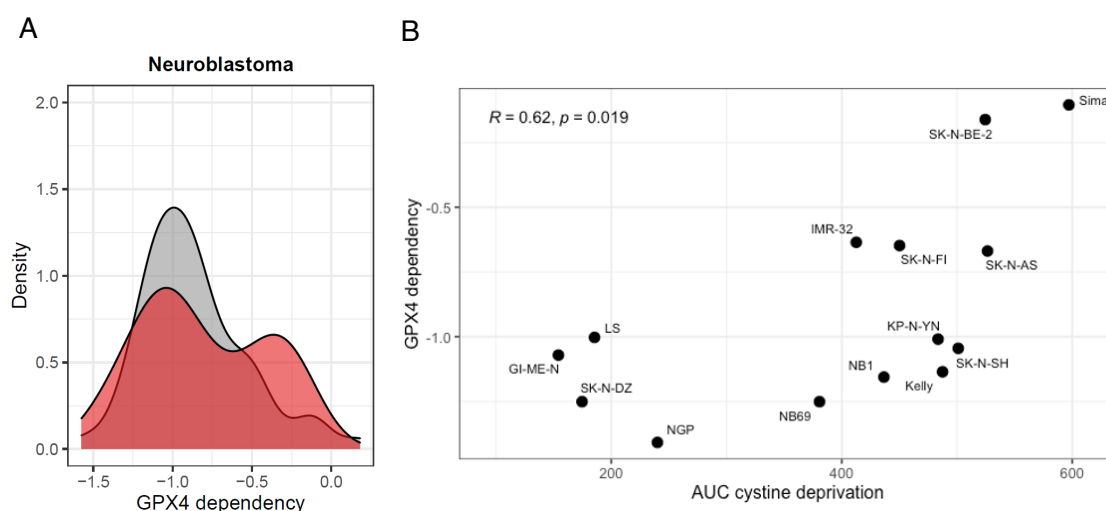 A
Neuroblastoma
2.0
1.5
1.0
0.5
0.0
Density
−1.5
−1.0
−0.5
0.0
GPX4 dependency
B
R = 0.62, p = 0.019
Sima
SK-N-BE-2
IMR-32
SK-N-FI
SK-N-AS
KP-N-YN
SK-N-SH
LS
GI-ME-N
NB1
Kelly
SK-N-DZ
NB69
NGP
-0.5
-1.0
GPX4 dependency
200
400
600
AUC cystine deprivation